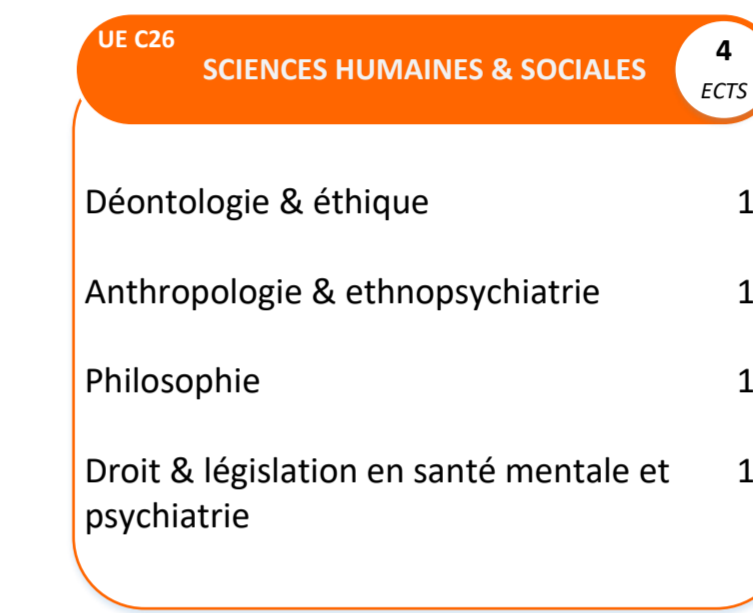 UE C26
SCIENCES HUMAINES & SOCIALES
4
ECTS
Déontologie & éthique 1
Anthropologie & ethnopsychiatrie 1
Philosophie 1
Droit & législation en santé mentale et 1
psychiatrie